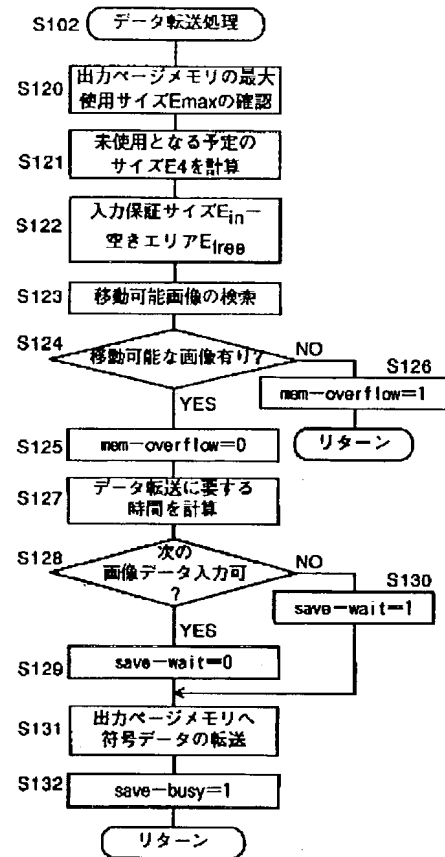 S102
データ転送処理
S120
出力ページメモリの最大
使用サイズEmaxの確認
S121
未使用となる予定の
サイズE4を計算
S122
入力保証サイズEin－
空きエリアEfree
S123
移動可能画像の検索
S124
移動可能な画像有り?
NO
S126
mem-overflow=1
リターン
YES
S125
mem-overflow=0
S127
データ転送に要する
時間を計算
S128
次の
画像データ入力可
?
NO
S130
save-wait=1
YES
S129
save-wait=0
S131
出力ページメモリへ
符号データの転送
S132
save-busy=1
リターン